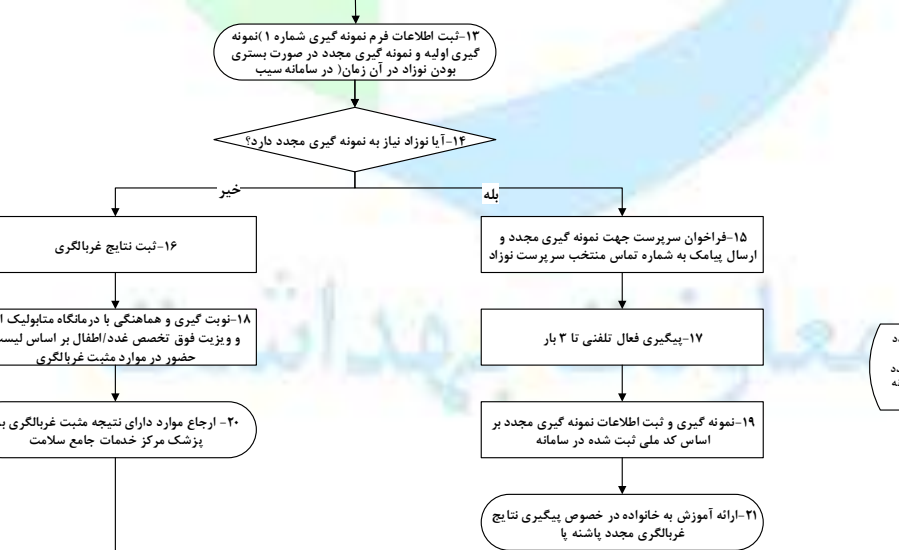 ۱۳-ثبت اطلاعات فرم نمونه گیری شماره ۱)نمونه
گیری اولیه و نمونه گیری مجدد در صورت بستری
بودن نوزاد در آن زمان( در سامانه سیب
۱۴-آیا نوزاد نیاز به نمونه گیری مجدد دارد؟
بله
خیر
۱۵-فراخوان سرپرست جهت نمونه گیری مجدد و
ارسال پیامک به شماره تماس منتخب سرپرست نوزاد
۱۶-ثبت نتایج غربالگری
۱۷-پیگیری فعال تلفنی تا ۳ بار
۱۸-نوبت گیری و هماهنگی با درمانگاه متابولیک
و ویزیت فوق تخصص غدد/اطفال بر اساس
حضور در موارد مثبت غربالگری
۱۹-نمونه گیری و ثبت اطلاعات نمونه گیری مجدد بر
اساس کد ملی ثبت شده در سامانه
۲۰- ارجاع موارد دارای نتیجه مثبت غربالگری
پزشک مرکز خدمات جامع سلامت
۲۱-ارائه آموزش به خانواده در خصوص پیگیری نتایج
غربالگری مجدد پاشنه پا
معاونت بهداشت